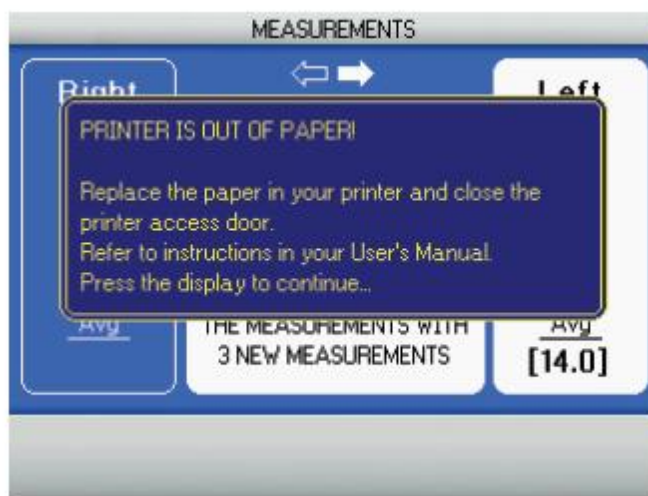 MEASUREMENTS
Right
Left
PRINTER IS OUT OF PAPER!
Replace the paper in your printer and close the
printer access door.
Refer to instructions in your User's Manual.
Press the display to continue...
Avg
THE MEASUREMENTS WITH
3 NEW MEASUREMENTS
Avg
[14.0]